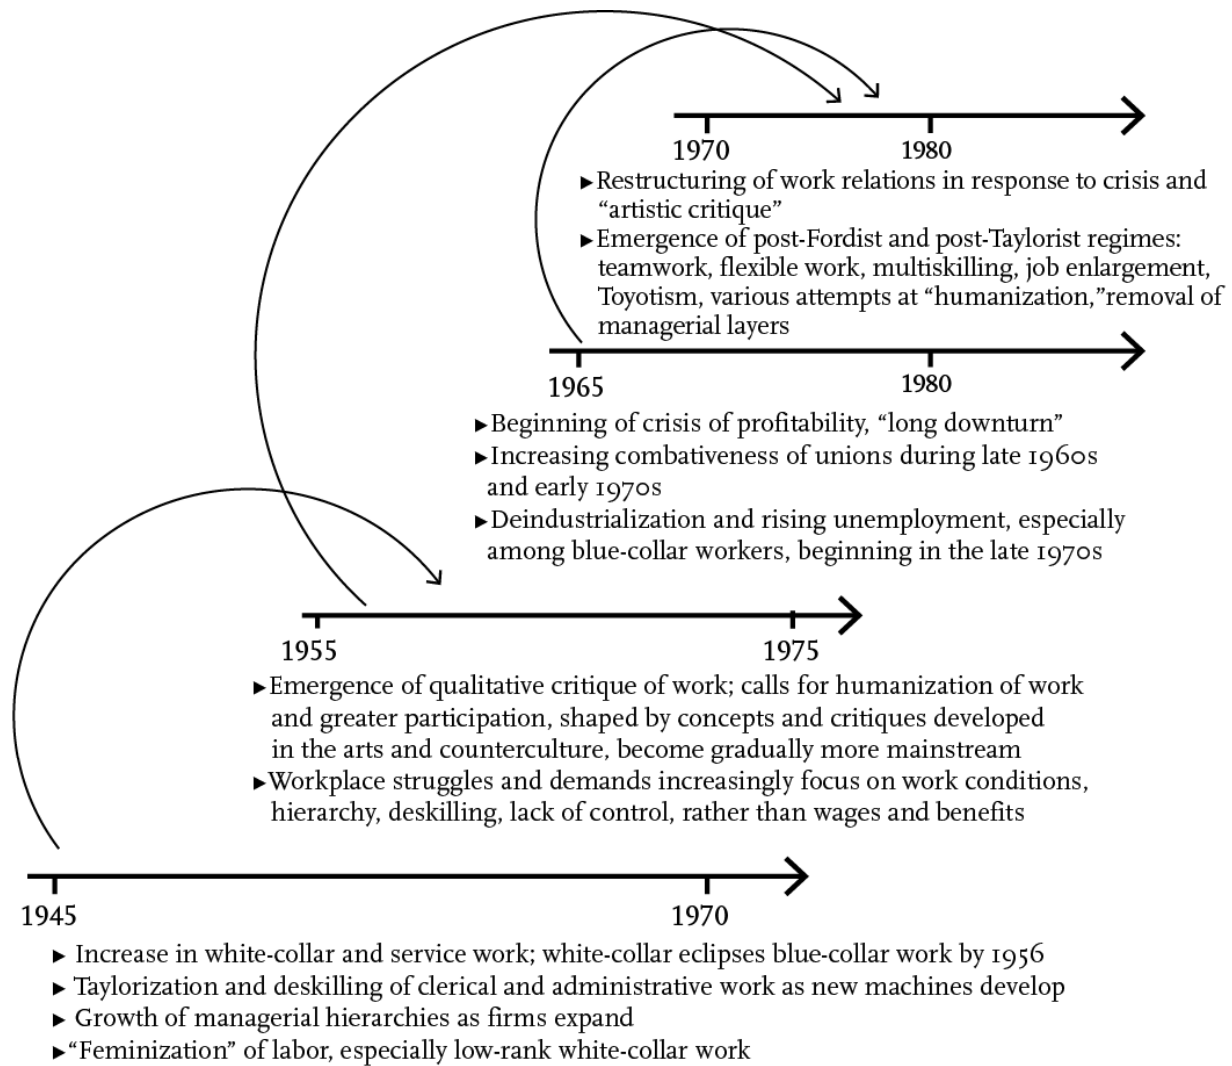 1970 1980
▸Restructuring of work relations in response to crisis and
“artistic critique”
▸Emergence of post-Fordist and post-Taylorist regimes:
teamwork, flexible work, multiskilling, job enlargement,
Toyotism, various attempts at “humanization,”removal of
managerial layers
1965 1980
▸Beginning of crisis of profitability, “long downturn”
▸Increasing combativeness of unions during late 1960s
and early 1970s
▸Deindustrialization and rising unemployment, especially
among blue-collar workers, beginning in the late 1970s
1955 1975
▸Emergence of qualitative critique of work; calls for humanization of work
and greater participation, shaped by concepts and critiques developed
in the arts and counterculture, become gradually more mainstream
▸Workplace struggles and demands increasingly focus on work conditions,
hierarchy, deskilling, lack of control, rather than wages and benefits
1945 1970
▸ Increase in white-collar and service work; white-collar eclipses blue-collar work by 1956
▸ Taylorization and deskilling of clerical and administrative work as new machines develop
▸ Growth of managerial hierarchies as firms expand
▸“Feminization” of labor, especially low-rank white-collar work